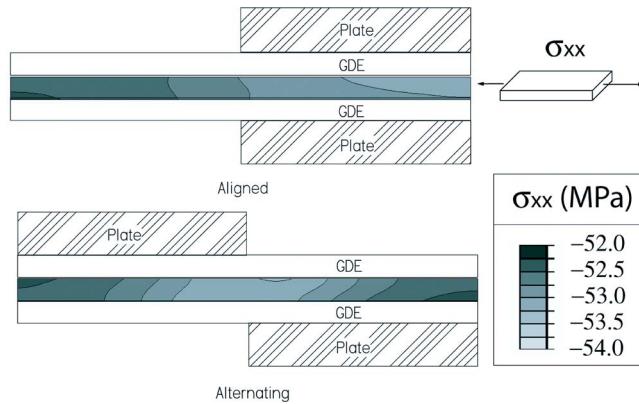 Plate
GDE
GDE
Plate
Aligned
σxx
Plate
GDE
GDE
Plate
Alternating
σxx (MPa)
−52.0
−52.5
−53.0
−53.5
−54.0